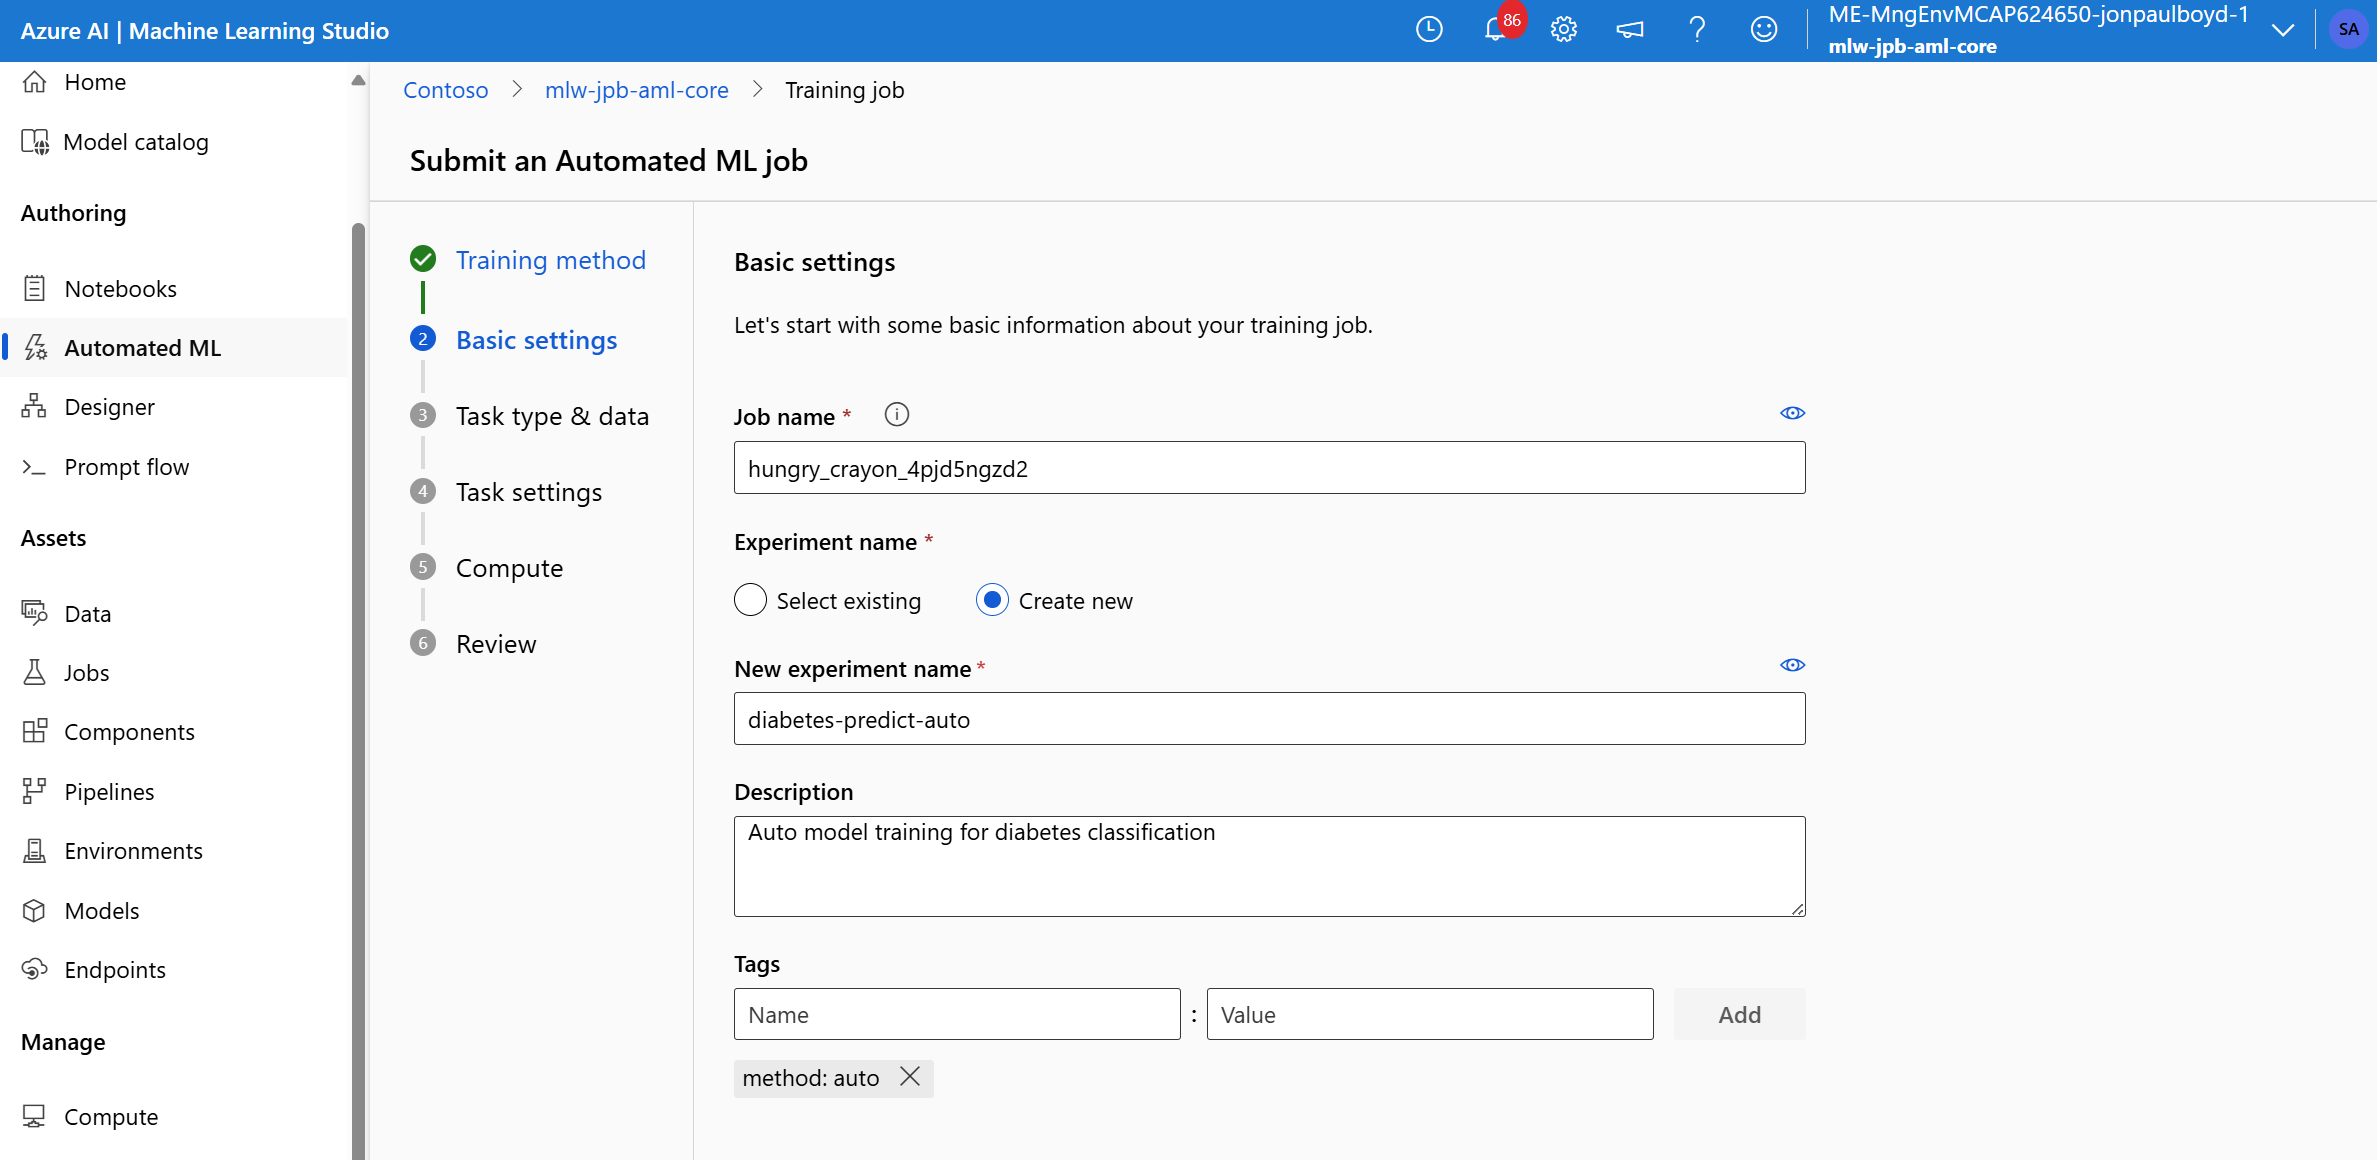 Azure AI | Machine Learning Studio
86
ME-MngEnvMCAP624650-jonpaulboyd-1
mlw-jpb-aml-core
SA
Home
Model catalog
Authoring
Notebooks
Automated ML
Designer
Prompt flow
Assets
Data
Jobs
Components
Pipelines
Environments
Models
Endpoints
Manage
Compute
Contoso > mlw-jpb-aml-core > Training job
Submit an Automated ML job
Training method
2 Basic settings
3 Task type & data
4 Task settings
5 Compute
6 Review
Basic settings
Let's start with some basic information about your training job.
Job name *
hungry_crayon_4pjd5ngzd2
Experiment name *
Select existing
Create new
New experiment name *
diabetes-predict-auto
Description
Auto model training for diabetes classification
Tags
Name : Value Add
method: auto